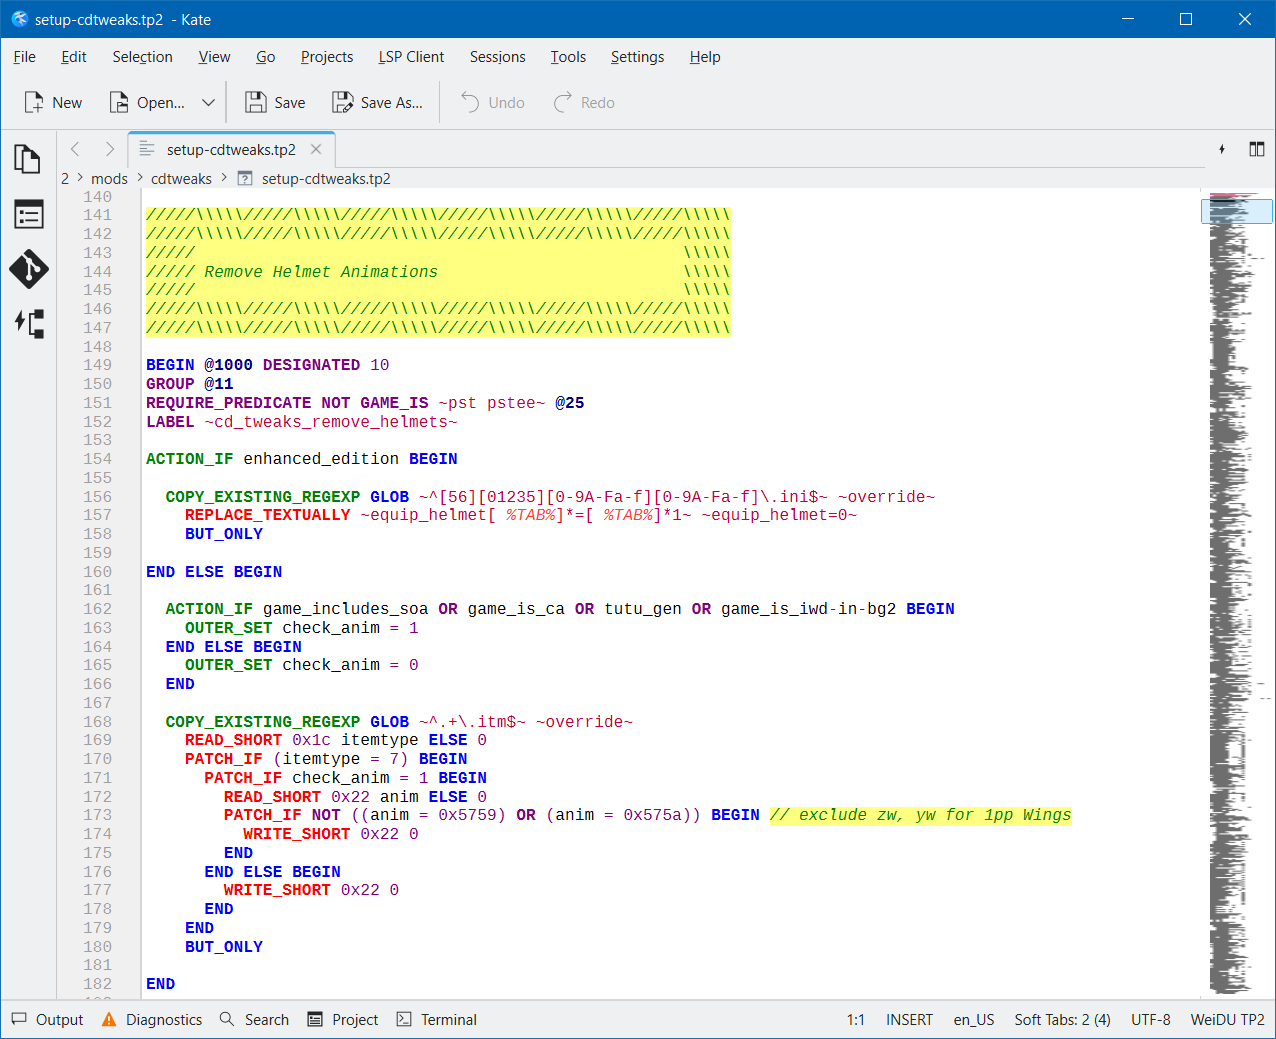 setup-cdtweaks.tp2 - Kate
File Edit Selection View Go Projects LSP Client Sessions Tools Settings Help
New Open... Save Save As... Undo Redo
setup-cdtweaks.tp2
2 > mods > cdtweaks > setup-cdtweaks.tp2
140
141 /////\\\\\/////\\\\\/////\\\\\/////\\\\\/////\\\\\/////\\\\\
142 /////\\\\\/////\\\\\/////\\\\\/////\\\\\/////\\\\\/////\\\\\
143 /////                                                  \\\\\
144 ///// Remove Helmet Animations                         \\\\\
145 /////                                                  \\\\\
146 /////\\\\\/////\\\\\/////\\\\\/////\\\\\/////\\\\\/////\\\\\
147 /////\\\\\/////\\\\\/////\\\\\/////\\\\\/////\\\\\/////\\\\\
148
149 BEGIN @1000 DESIGNATED 10
150 GROUP @11
151 REQUIRE_PREDICATE NOT GAME_IS ~pst pstee~ @25
152 LABEL ~cd_tweaks_remove_helmets~
153
154 ACTION_IF enhanced_edition BEGIN
155
156   COPY_EXISTING_REGEXP GLOB ~^[56][01235][0-9A-Fa-f][0-9A-Fa-f]\.ini$~ ~override~
157     REPLACE_TEXTUALLY ~equip_helmet[ %TAB%]*=[ %TAB%]*1~ ~equip_helmet=0~
158     BUT_ONLY
159
160 END ELSE BEGIN
161
162   ACTION_IF game_includes_soa OR game_is_ca OR tutu_gen OR game_is_iwd-in-bg2 BEGIN
163     OUTER_SET check_anim = 1
164   END ELSE BEGIN
165     OUTER_SET check_anim = 0
166   END
167
168   COPY_EXISTING_REGEXP GLOB ~^.+\.itm$~ ~override~
169     READ_SHORT 0x1c itemtype ELSE 0
170     PATCH_IF (itemtype = 7) BEGIN
171       PATCH_IF check_anim = 1 BEGIN
172         READ_SHORT 0x22 anim ELSE 0
173         PATCH_IF NOT ((anim = 0x5759) OR (anim = 0x575a)) BEGIN // exclude zw, yw for 1pp Wings
174           WRITE_SHORT 0x22 0
175         END
176       END ELSE BEGIN
177         WRITE_SHORT 0x22 0
178       END
179     END
180     BUT_ONLY
181
182 END
Output Diagnostics Search Project Terminal 1:1 INSERT en_US Soft Tabs: 2 (4) UTF-8 WeiDU TP2